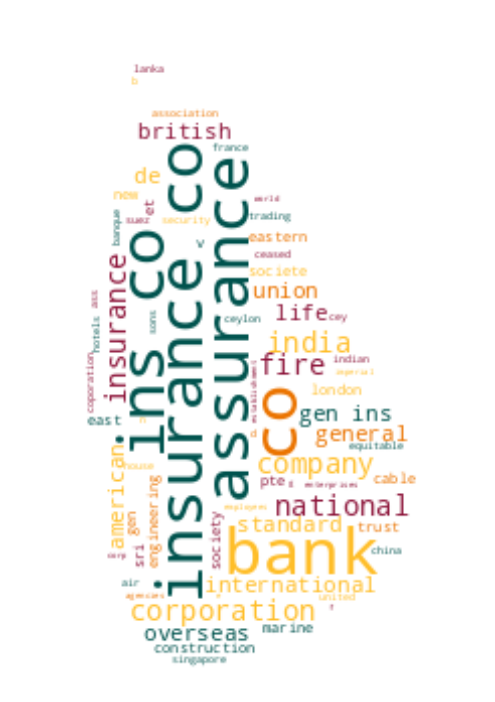 lanka
b
association
british
france
insurance co
assurance
de
new
et
world
suez
security
trading
banque
v
eastern
ins co
ceased
societe
insurance
union
ass
life
cey
ceylon
sons
hotels
india
fire
indian
imperial
coporation
establishment
co
london
gen ins
east
n
d
general
equitable
american
house
company
engineering
pte
g
enterprises
cable
national
employees
gen
society
standard
trust
bank
sri
corp
china
air
international
agencies
united
f
corporation
overseas
marine
construction
singapore